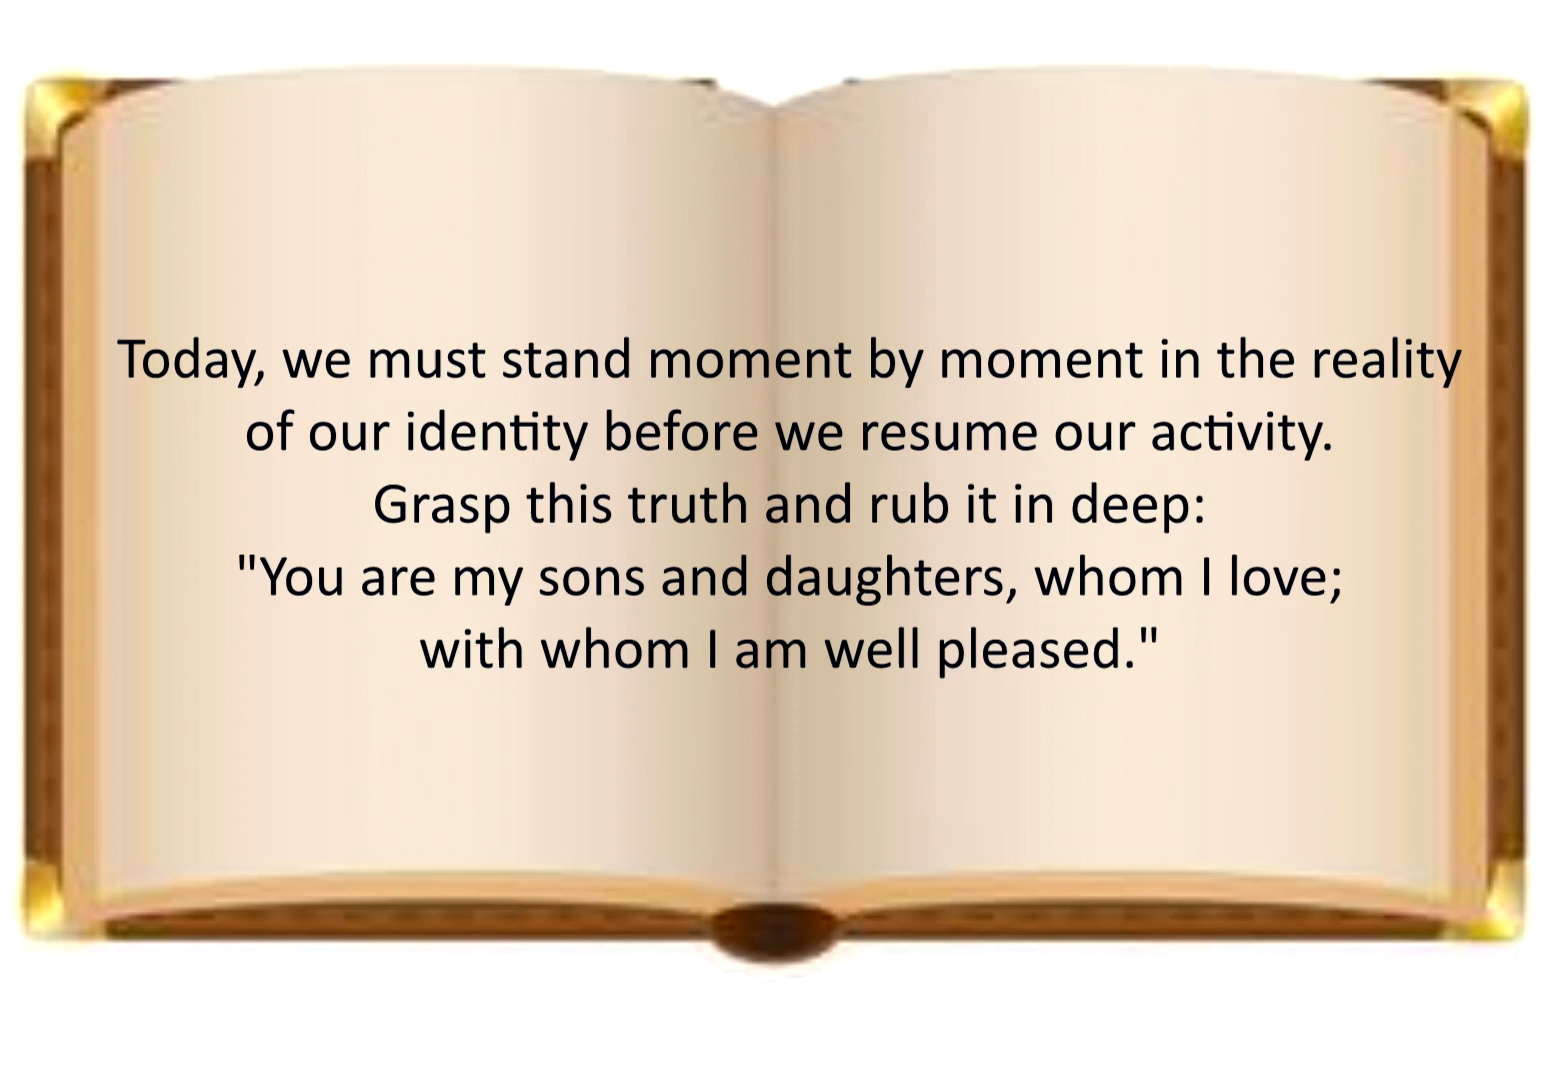 Today, we must stand moment by moment in the reality
of our identity before we resume our activity.
Grasp this truth and rub it in deep:
"You are my sons and daughters, whom I love;
with whom I am well pleased."